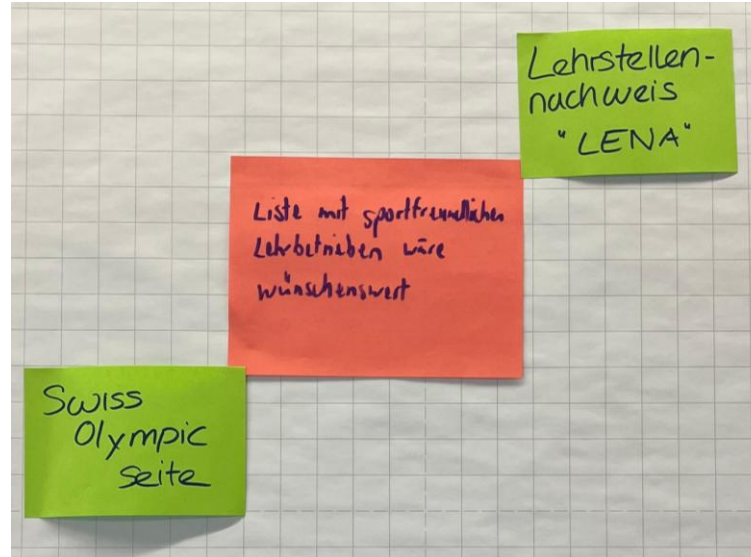 Lehrstellen-
nachweis
"LENA"
Liste mit sportfreundlichen
Lehrbetrieben wäre
wünschenswert
Swiss
Olympic
Seite